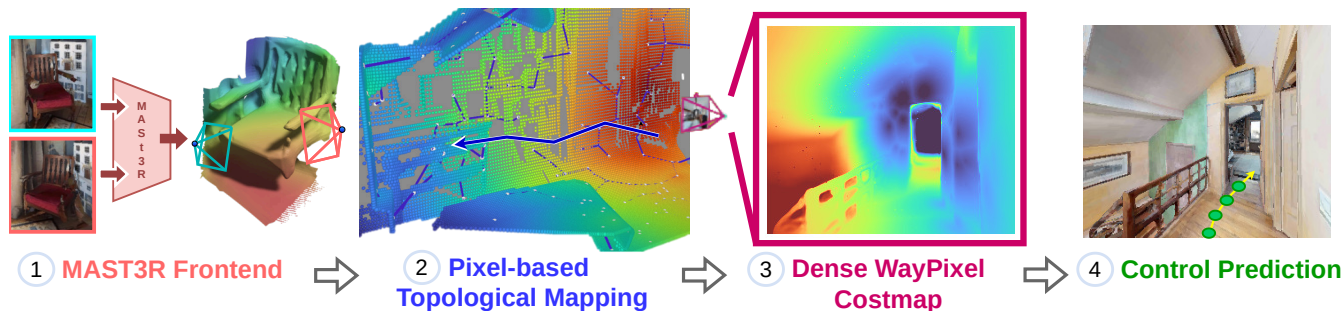 MASt3R
1 MAST3R Frontend
2 Pixel-based
Topological Mapping
3 Dense WayPixel
Costmap
4 Control Prediction